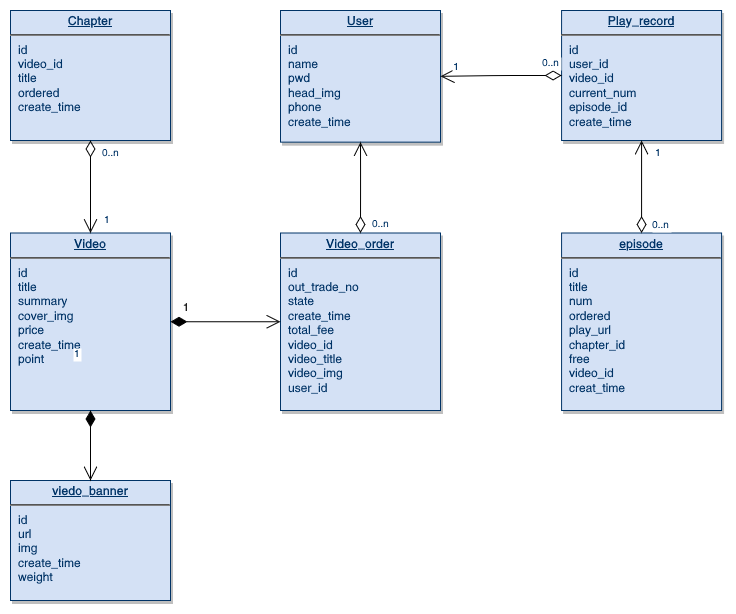 Chapter
id
video_id
title
ordered
create_time
User
id
name
pwd
head_img
phone
create_time
Play_record
id
user_id
video_id
current_num
episode_id
create_time
1
0..n
0..n
1
1
0..n
0..n
Video
id
title
summary
cover_img
price
create_time
point
1
1
Video_order
id
out_trade_no
state
create_time
total_fee
video_id
video_title
video_img
user_id
episode
id
title
num
ordered
play_url
chapter_id
free
video_id
creat_time
viedo_banner
id
url
img
create_time
weight